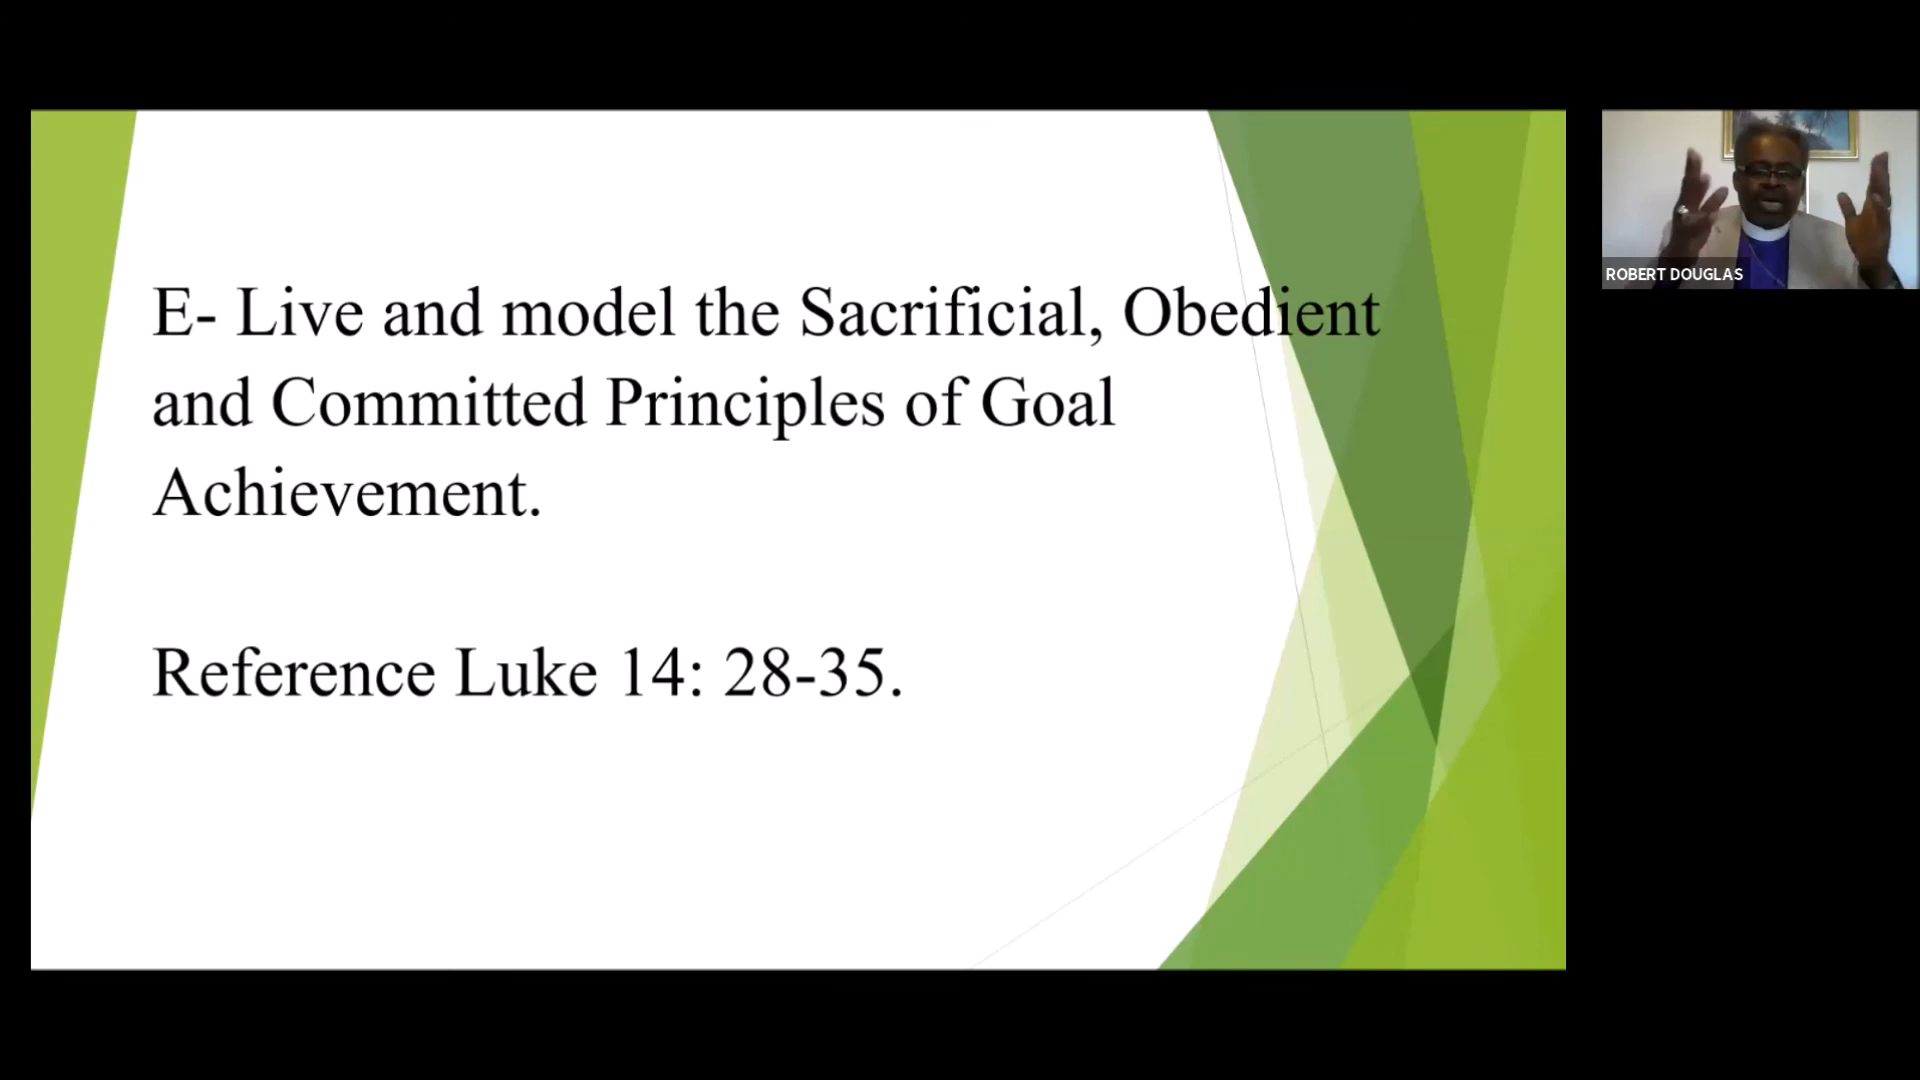 E- Live and model the Sacrificial, Obedient
and Committed Principles of Goal
Achievement.
Reference Luke 14: 28-35.
ROBERT DOUGLAS